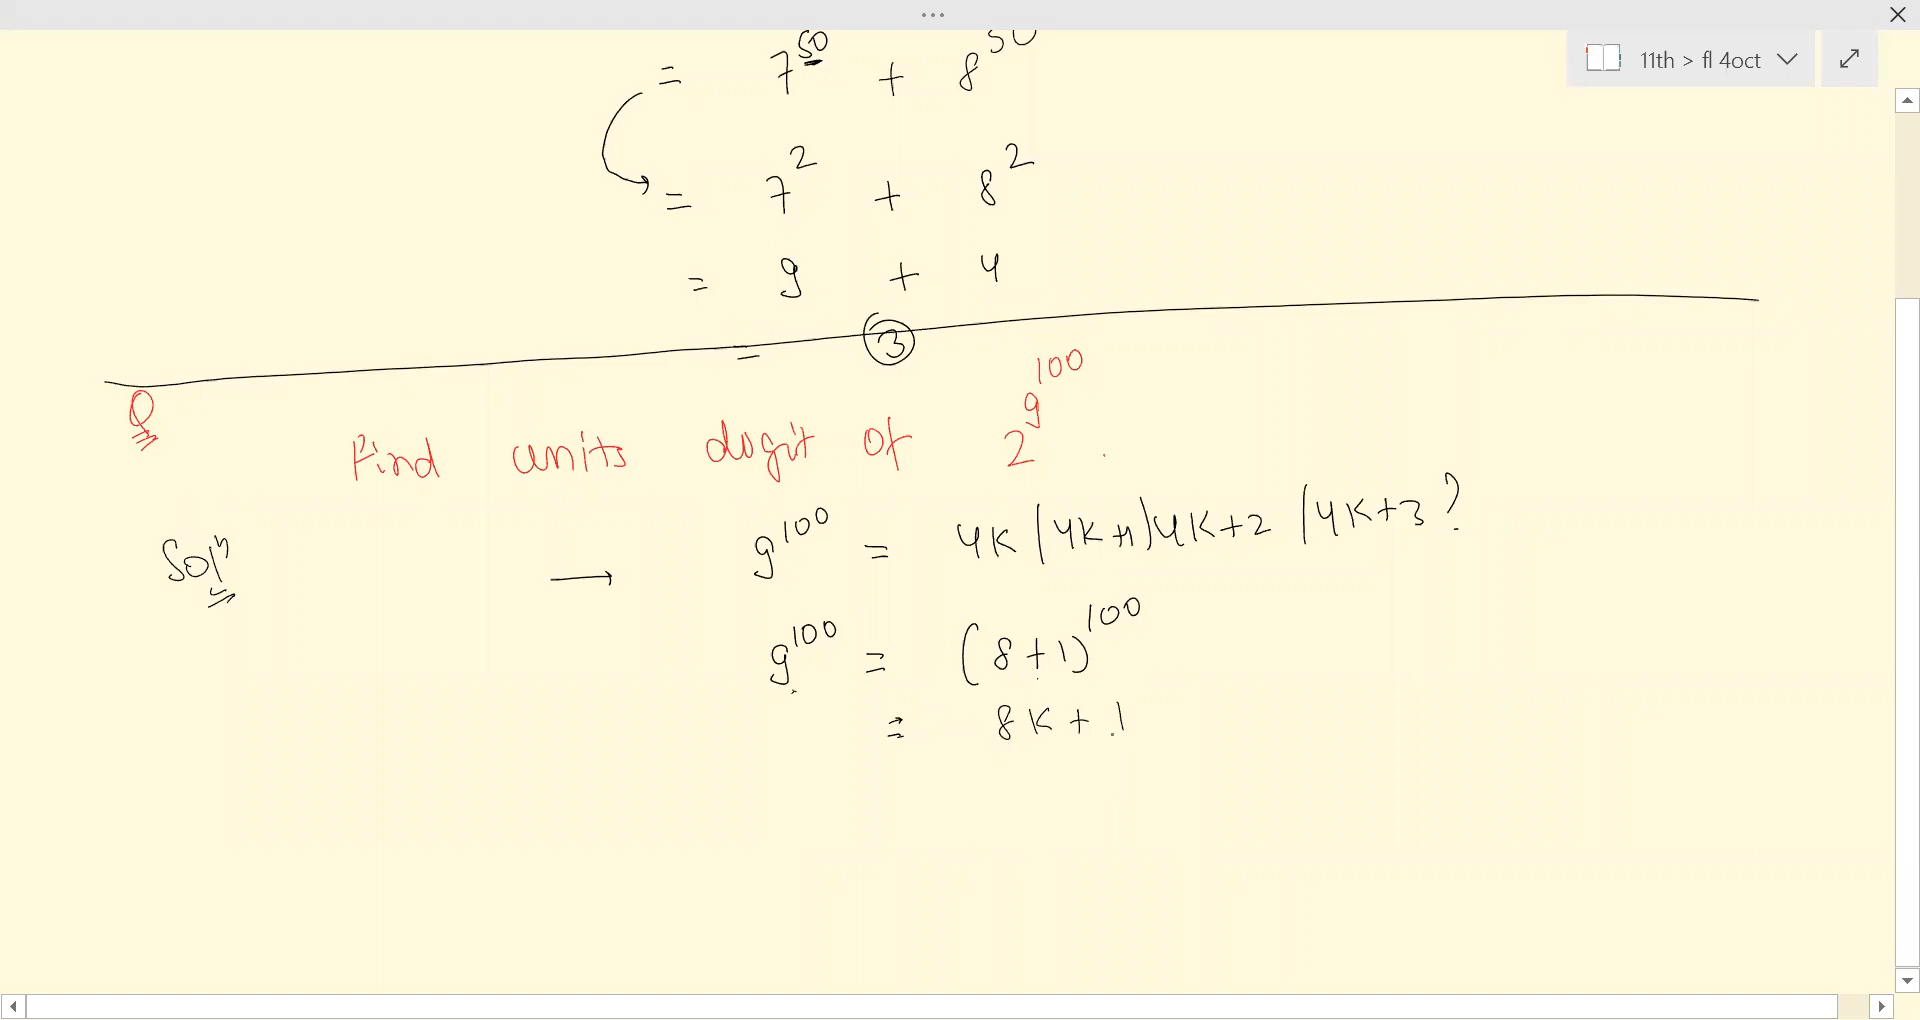 = 7^50 + 8^50
11th > fl 4oct
= 7^2 + 8^2
= 9 + 4
= 3
Q Find units digit of 2^9^100.
Soln → 9^100 = 4K / 4K+1 / 4K+2 / 4K+3 ?
9^100 = (8+1)^100
= 8K + 1